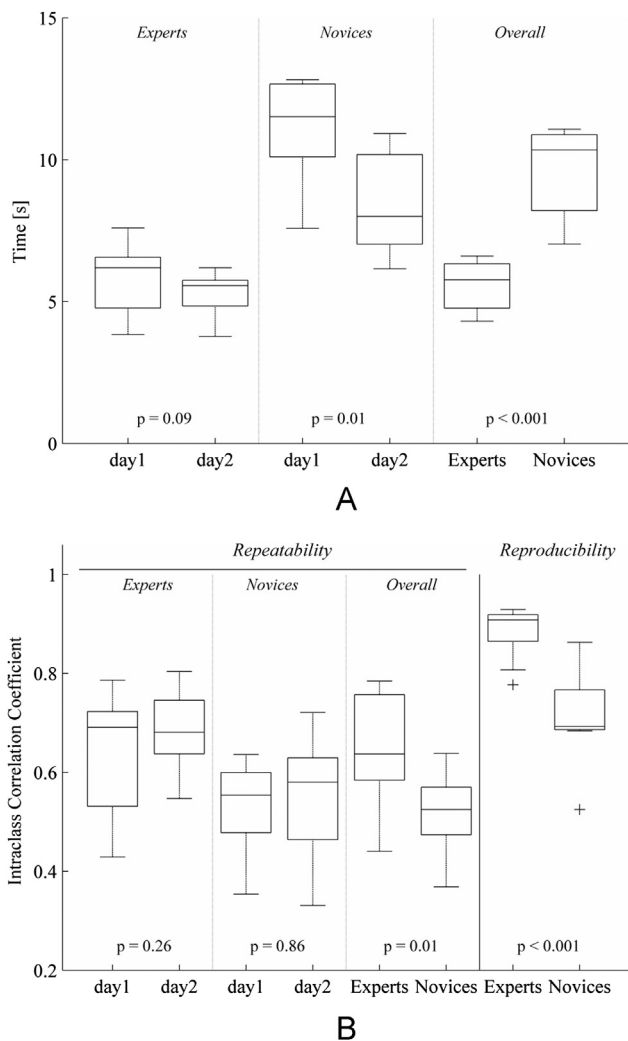 15
Experts Novices Overall
10
Time [s]
5
p = 0.09 p = 0.01 p < 0.001
0
day1 day2 day1 day2 Experts Novices
A
Repeatability Reproducibility
1
Experts Novices Overall
0.8
Intraclass Correlation Coefficient
0.6
0.4
p = 0.26 p = 0.86 p = 0.01 p < 0.001
0.2
day1 day2 day1 day2 Experts Novices Experts Novices
B